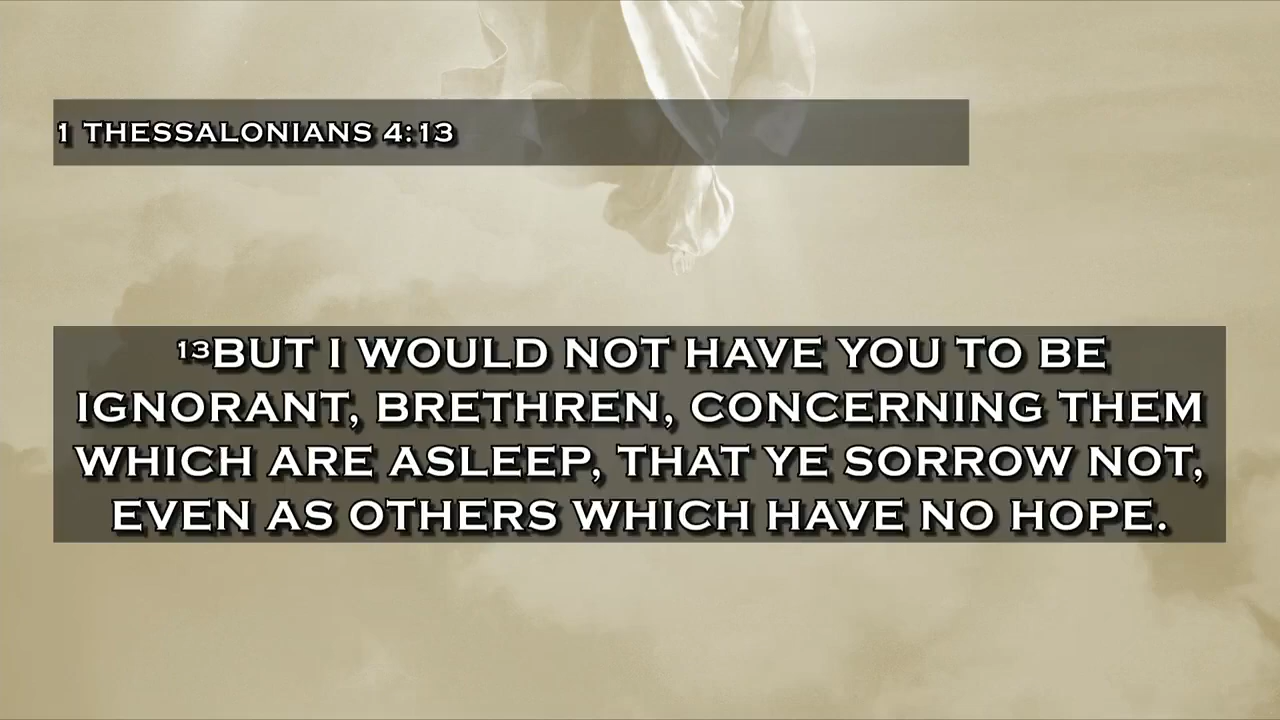 1 THESSALONIANS 4:13
13BUT I WOULD NOT HAVE YOU TO BE
IGNORANT, BRETHREN, CONCERNING THEM
WHICH ARE ASLEEP, THAT YE SORROW NOT,
EVEN AS OTHERS WHICH HAVE NO HOPE.